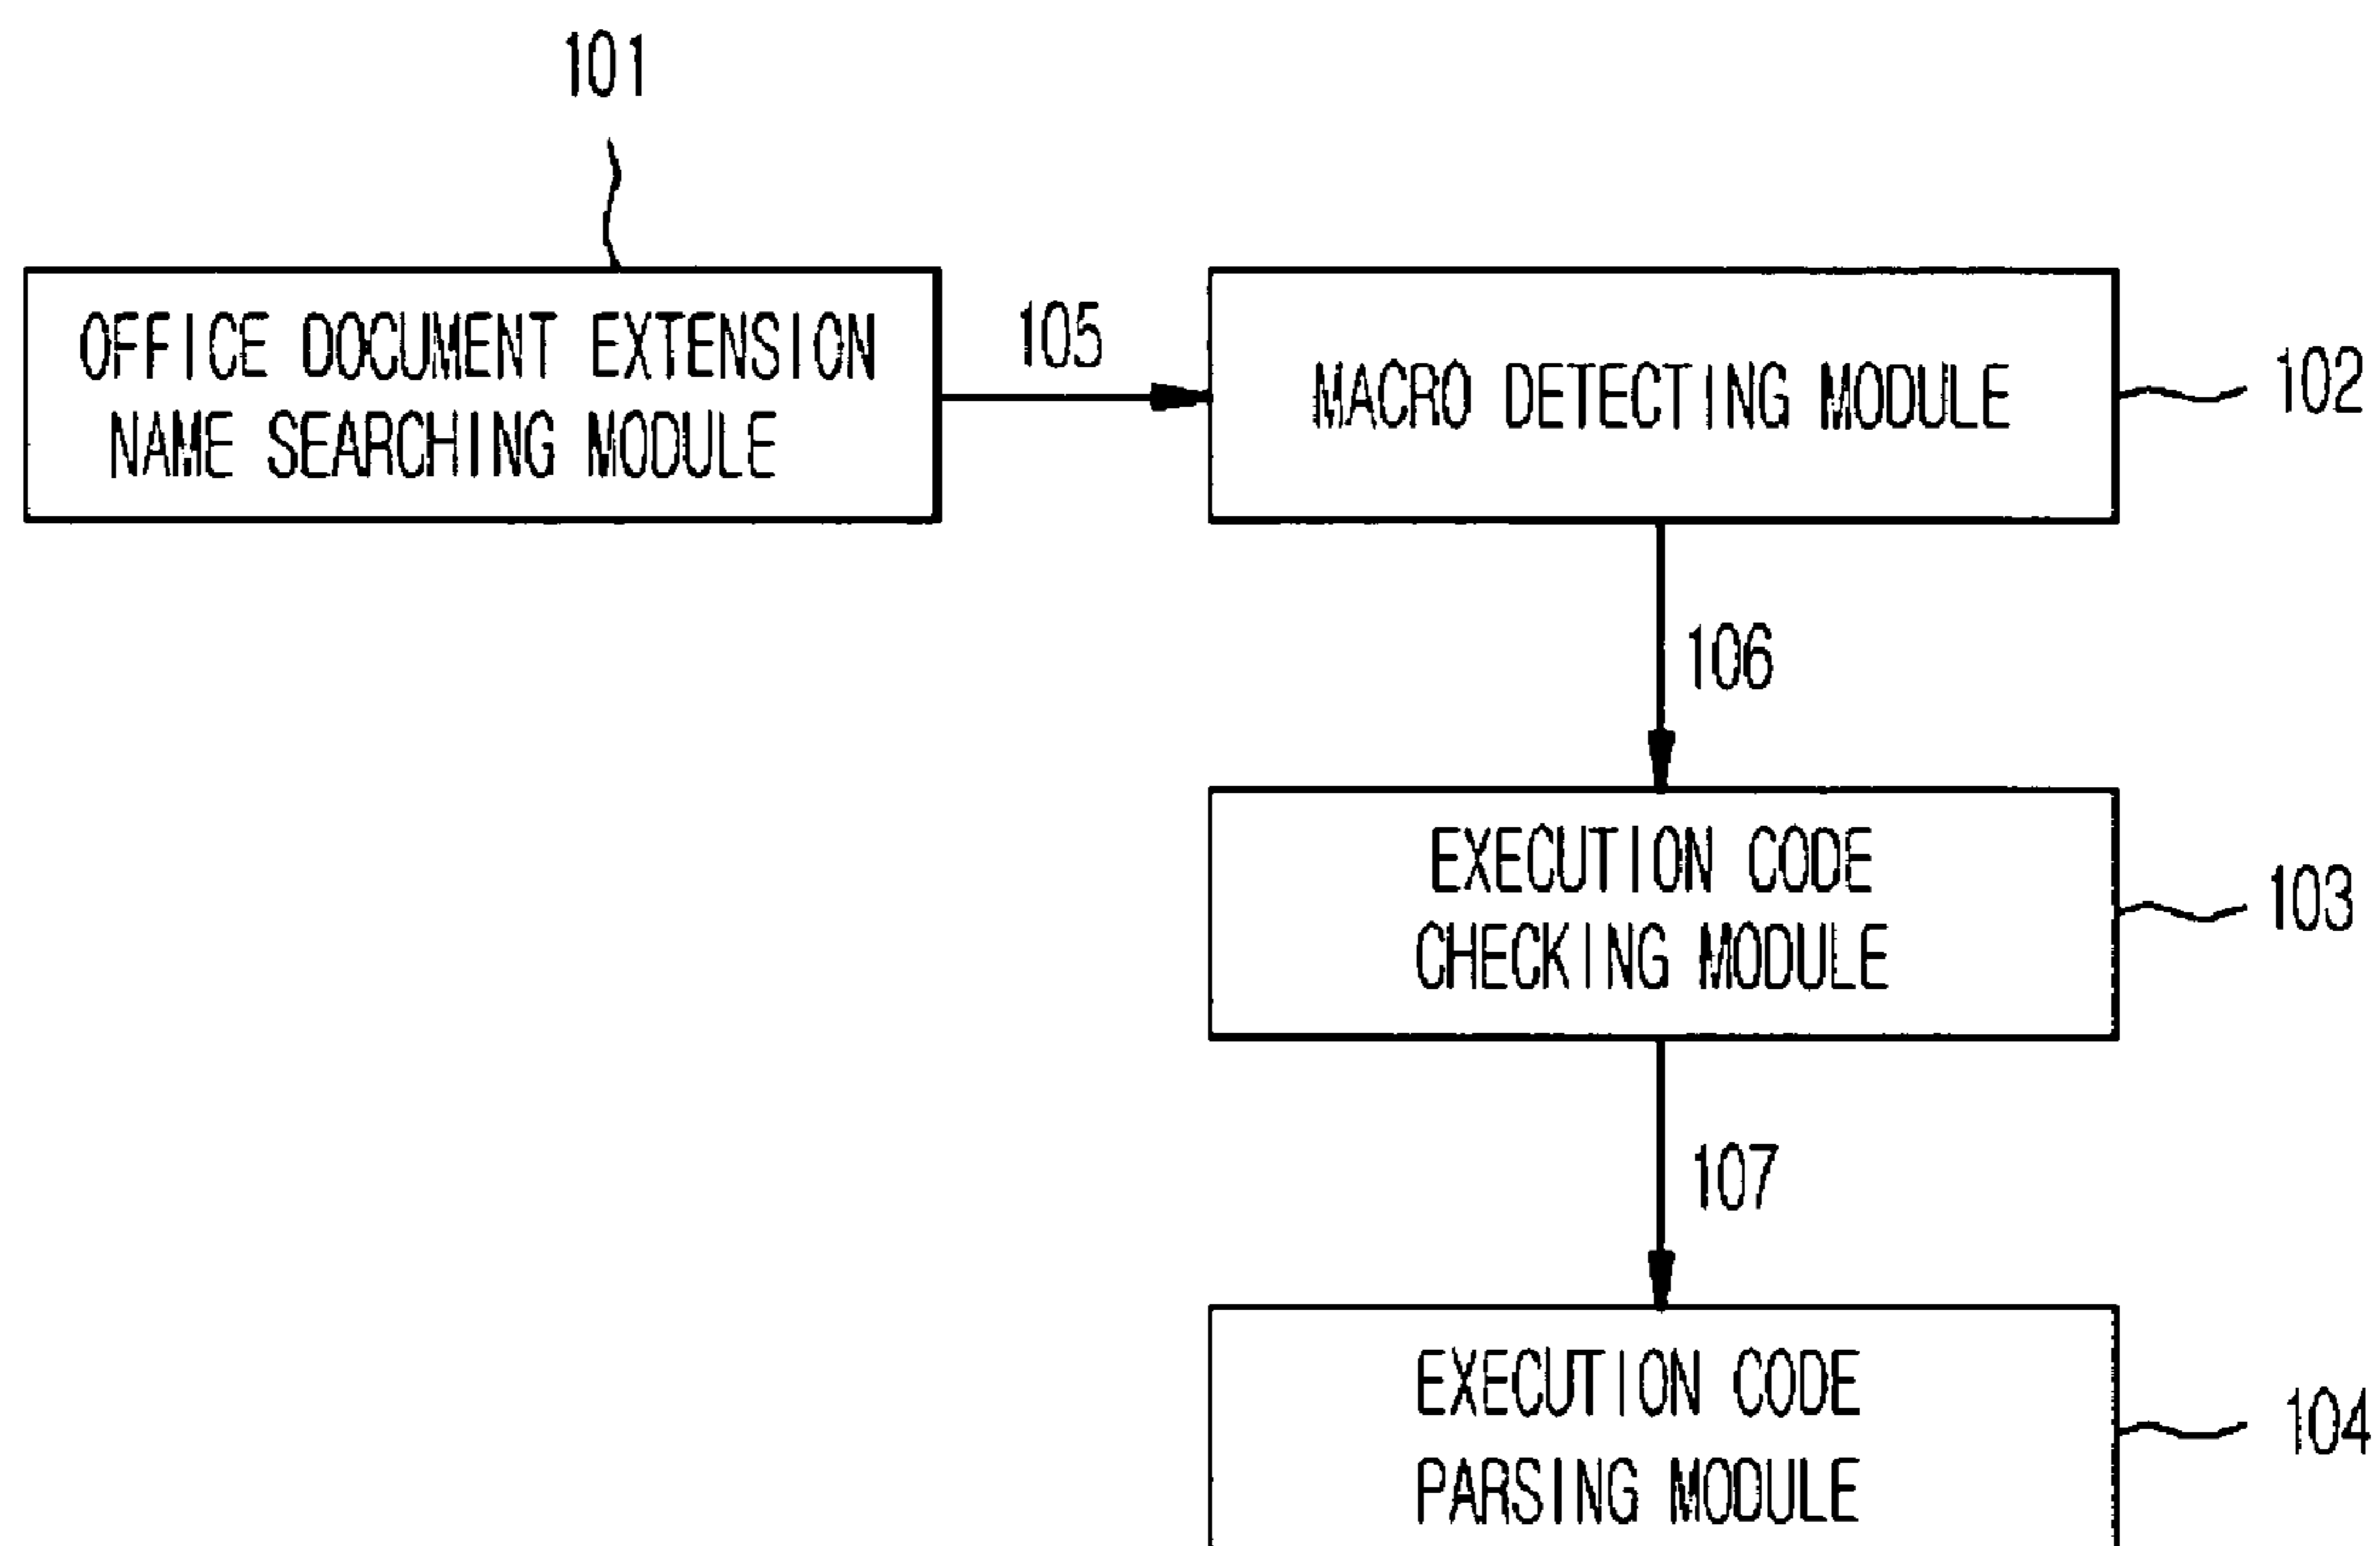 101
OFFICE DOCUMENT EXTENSION
NAME SEARCHING MODULE
105
MACRO DETECTING MODULE
102
106
EXECUTION CODE
CHECKING MODULE
103
107
EXECUTION CODE
PARSING MODULE
104